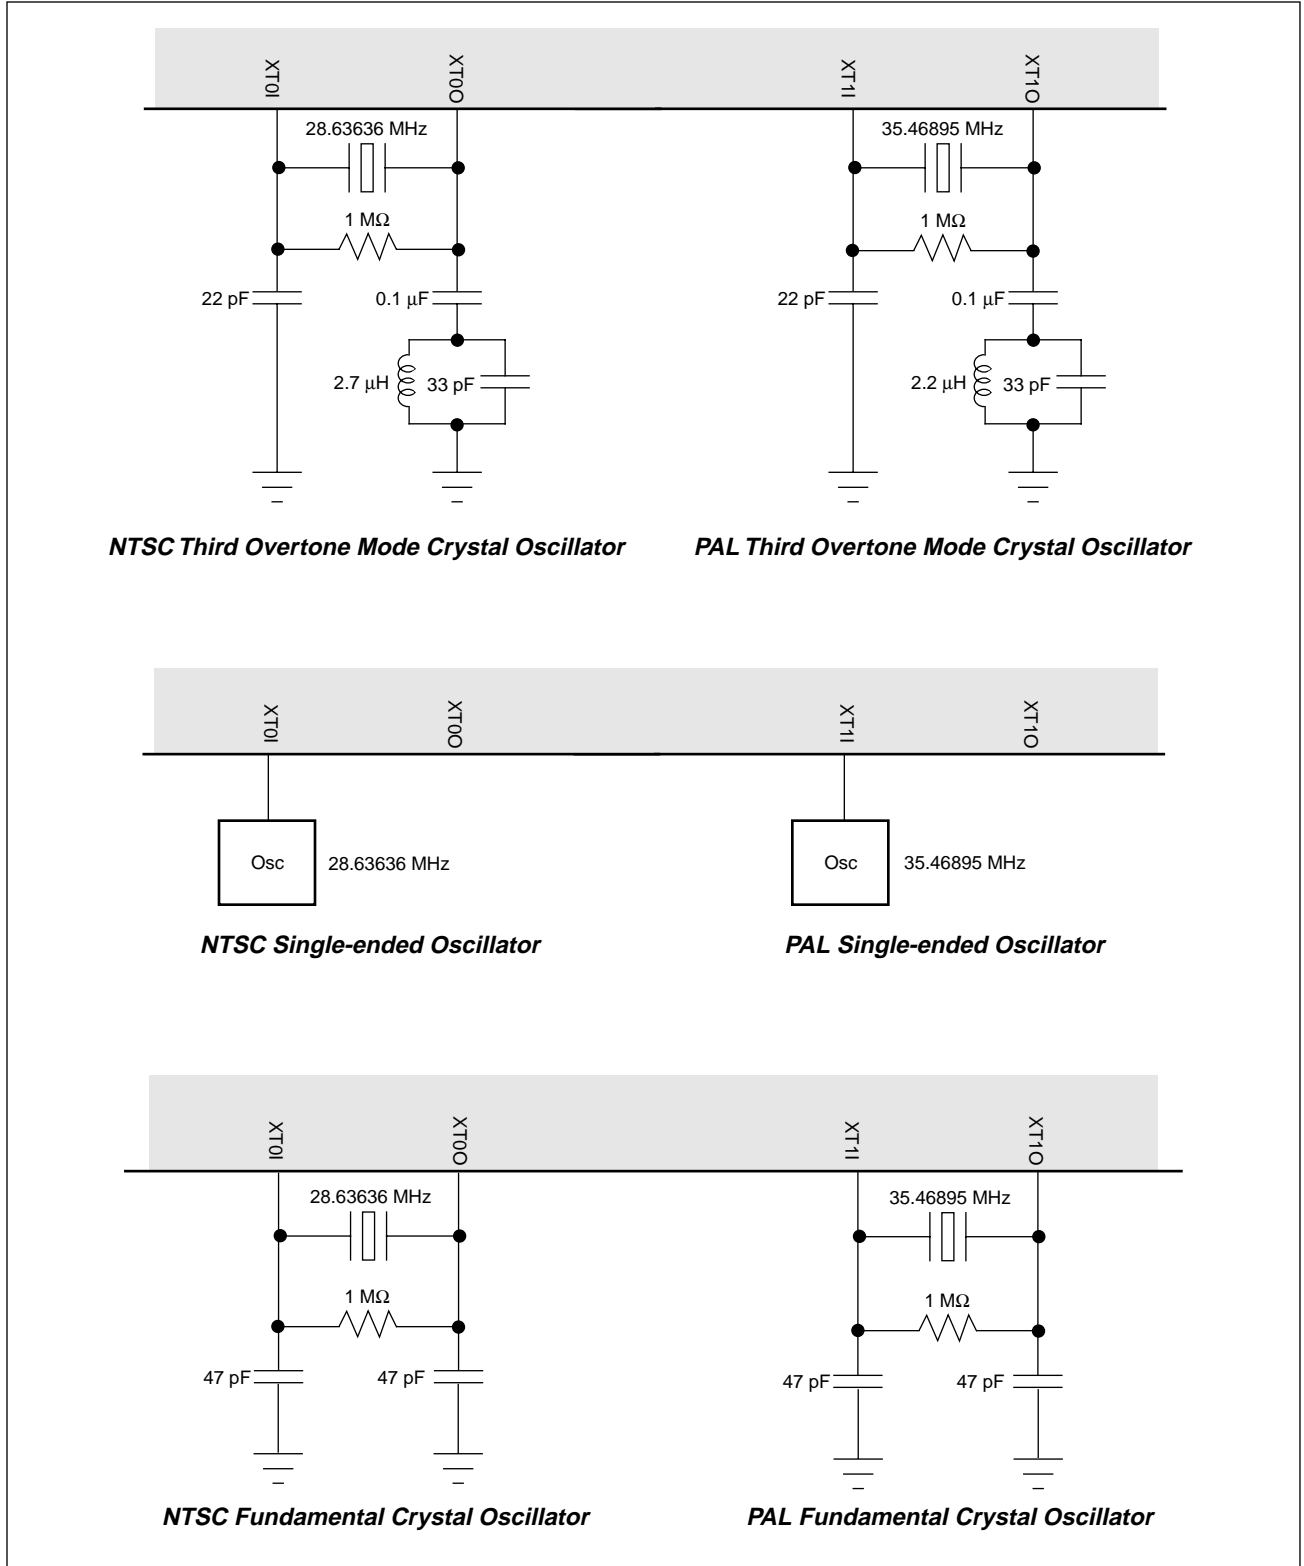 XT0I
XT0O
XT1I
XT1O
28.63636 MHz
35.46895 MHz
1 MΩ
1 MΩ
22 pF
0.1 μF
22 pF
0.1 μF
2.7 μH
33 pF
2.2 μH
33 pF
NTSC Third Overtone Mode Crystal Oscillator
PAL Third Overtone Mode Crystal Oscillator
XT0I
XT0O
XT1I
XT1O
Osc
28.63636 MHz
Osc
35.46895 MHz
NTSC Single-ended Oscillator
PAL Single-ended Oscillator
XT0I
XT0O
XT1I
XT1O
28.63636 MHz
35.46895 MHz
1 MΩ
1 MΩ
47 pF
47 pF
47 pF
47 pF
NTSC Fundamental Crystal Oscillator
PAL Fundamental Crystal Oscillator